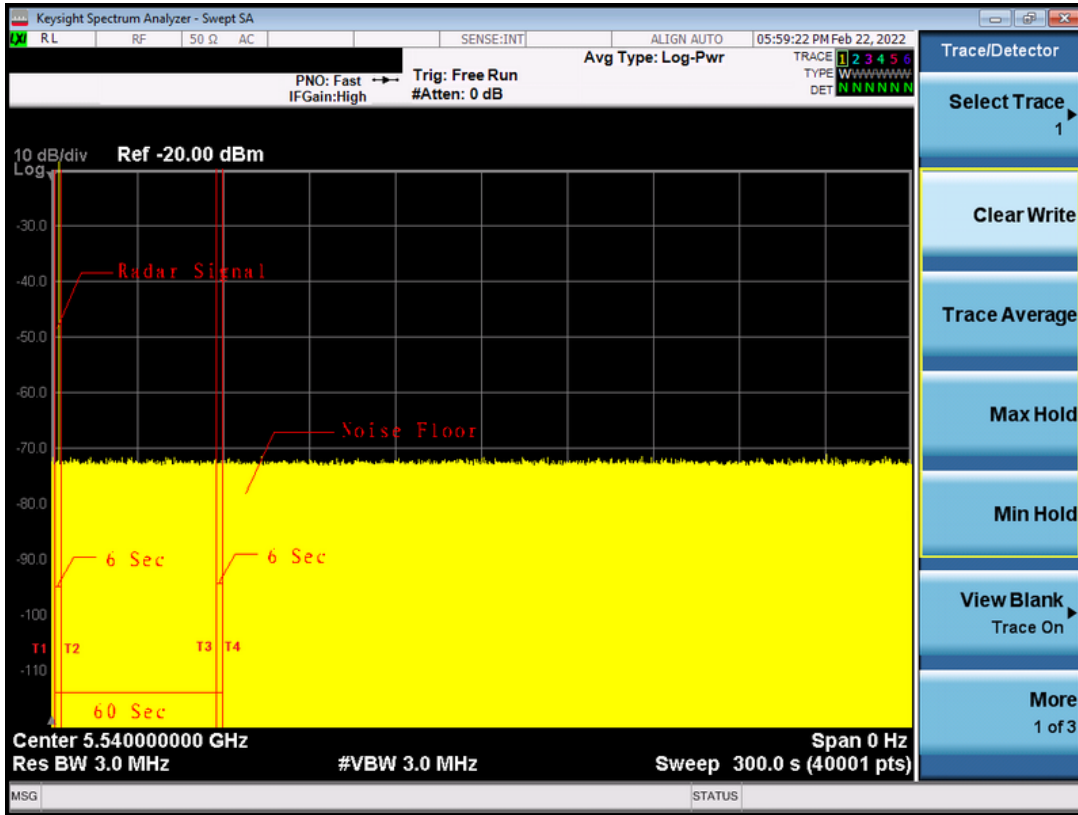 Keysight Spectrum Analyzer - Swept SA
LXI RL RF 50 Ω AC SENSE:INT ALIGN AUTO 05:59:22 PM Feb 22, 2022
Avg Type: Log-Pwr TRACE 1 2 3 4 5 6
PNO: Fast Trig: Free Run TYPE W
IFGain:High #Atten: 0 dB DET N N N N N N
10 dB/div Ref -20.00 dBm
Log
-30.0
Radar Signal
-40.0
-50.0
-60.0
Noise Floor
-70.0
-80.0
-90.0 6 Sec 6 Sec
-100
T1 T2 T3 T4
-110
60 Sec
Center 5.540000000 GHz Span 0 Hz
Res BW 3.0 MHz #VBW 3.0 MHz Sweep 300.0 s (40001 pts)
MSG STATUS
Trace/Detector
Select Trace
1
Clear Write
Trace Average
Max Hold
Min Hold
View Blank
Trace On
More
1 of 3